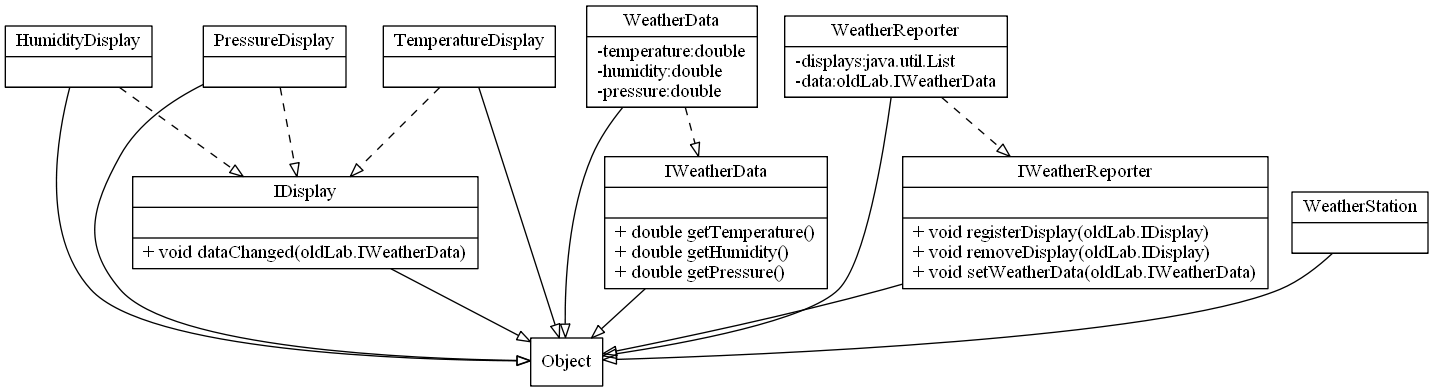 HumidityDisplay
PressureDisplay
TemperatureDisplay
WeatherData
-temperature:double
-humidity:double
-pressure:double
WeatherReporter
-displays:java.util.List
-data:oldLab.IWeatherData
IDisplay
+ void dataChanged(oldLab.IWeatherData)
IWeatherData
+ double getTemperature()
+ double getHumidity()
+ double getPressure()
IWeatherReporter
+ void registerDisplay(oldLab.IDisplay)
+ void removeDisplay(oldLab.IDisplay)
+ void setWeatherData(oldLab.IWeatherData)
WeatherStation
Object